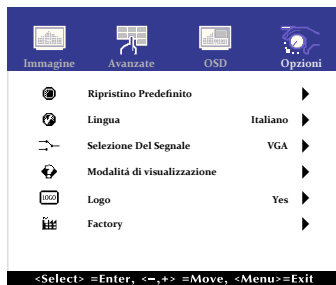 Immagine Avanzate OSD Opzioni
Ripristino Predefinito
Lingua Italiano
Selezione Del Segnale VGA
Modalitá di visualizzazione
LOGO Logo Yes
Factory
<Select> =Enter, <–,+> =Move, <Menu>=Exit